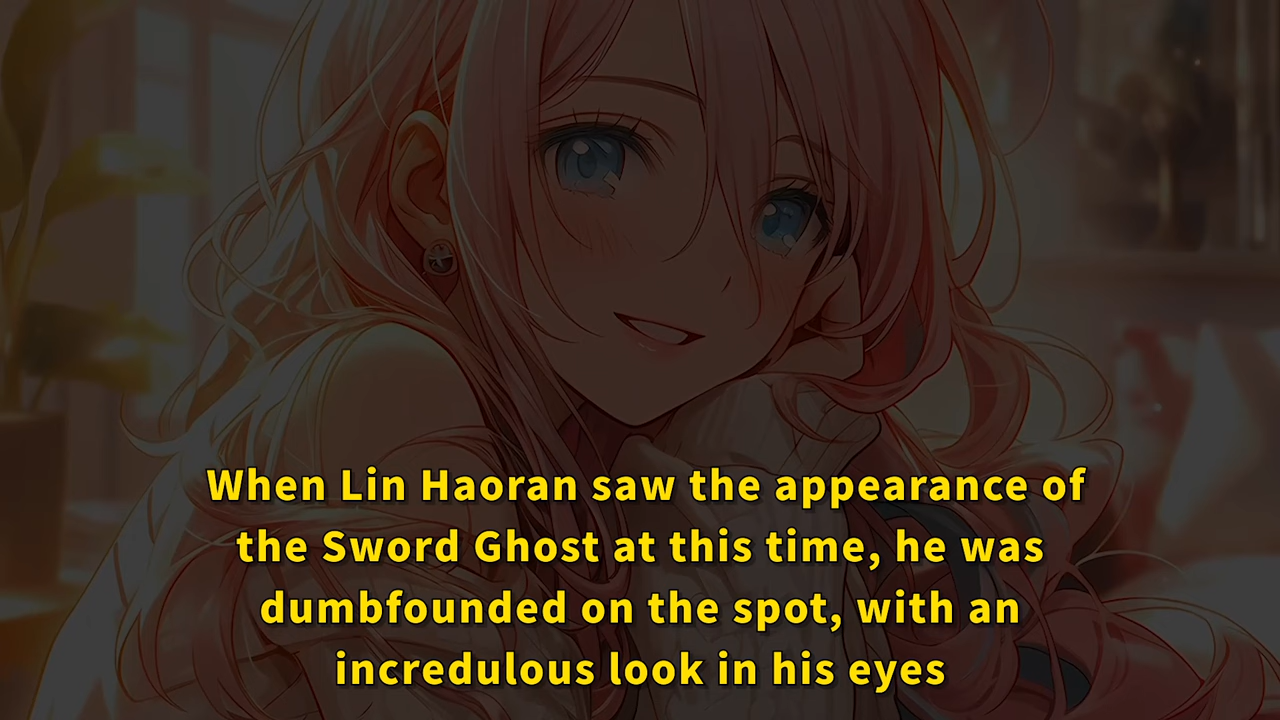 When Lin Haoran saw the appearance of
the Sword Ghost at this time, he was
dumbfounded on the spot, with an
incredulous look in his eyes